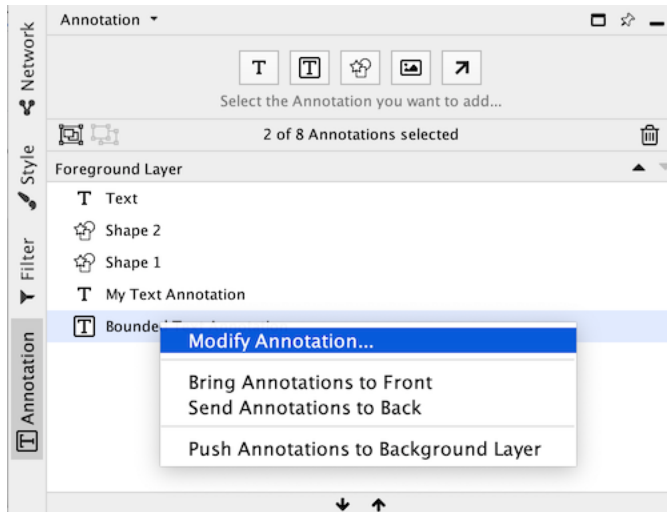 Annotation
Network
Style
Filter
Annotation
T T
Select the Annotation you want to add...
2 of 8 Annotations selected
Foreground Layer
T Text
Shape 2
Shape 1
T My Text Annotation
T Bounded
Modify Annotation...
Bring Annotations to Front
Send Annotations to Back
Push Annotations to Background Layer